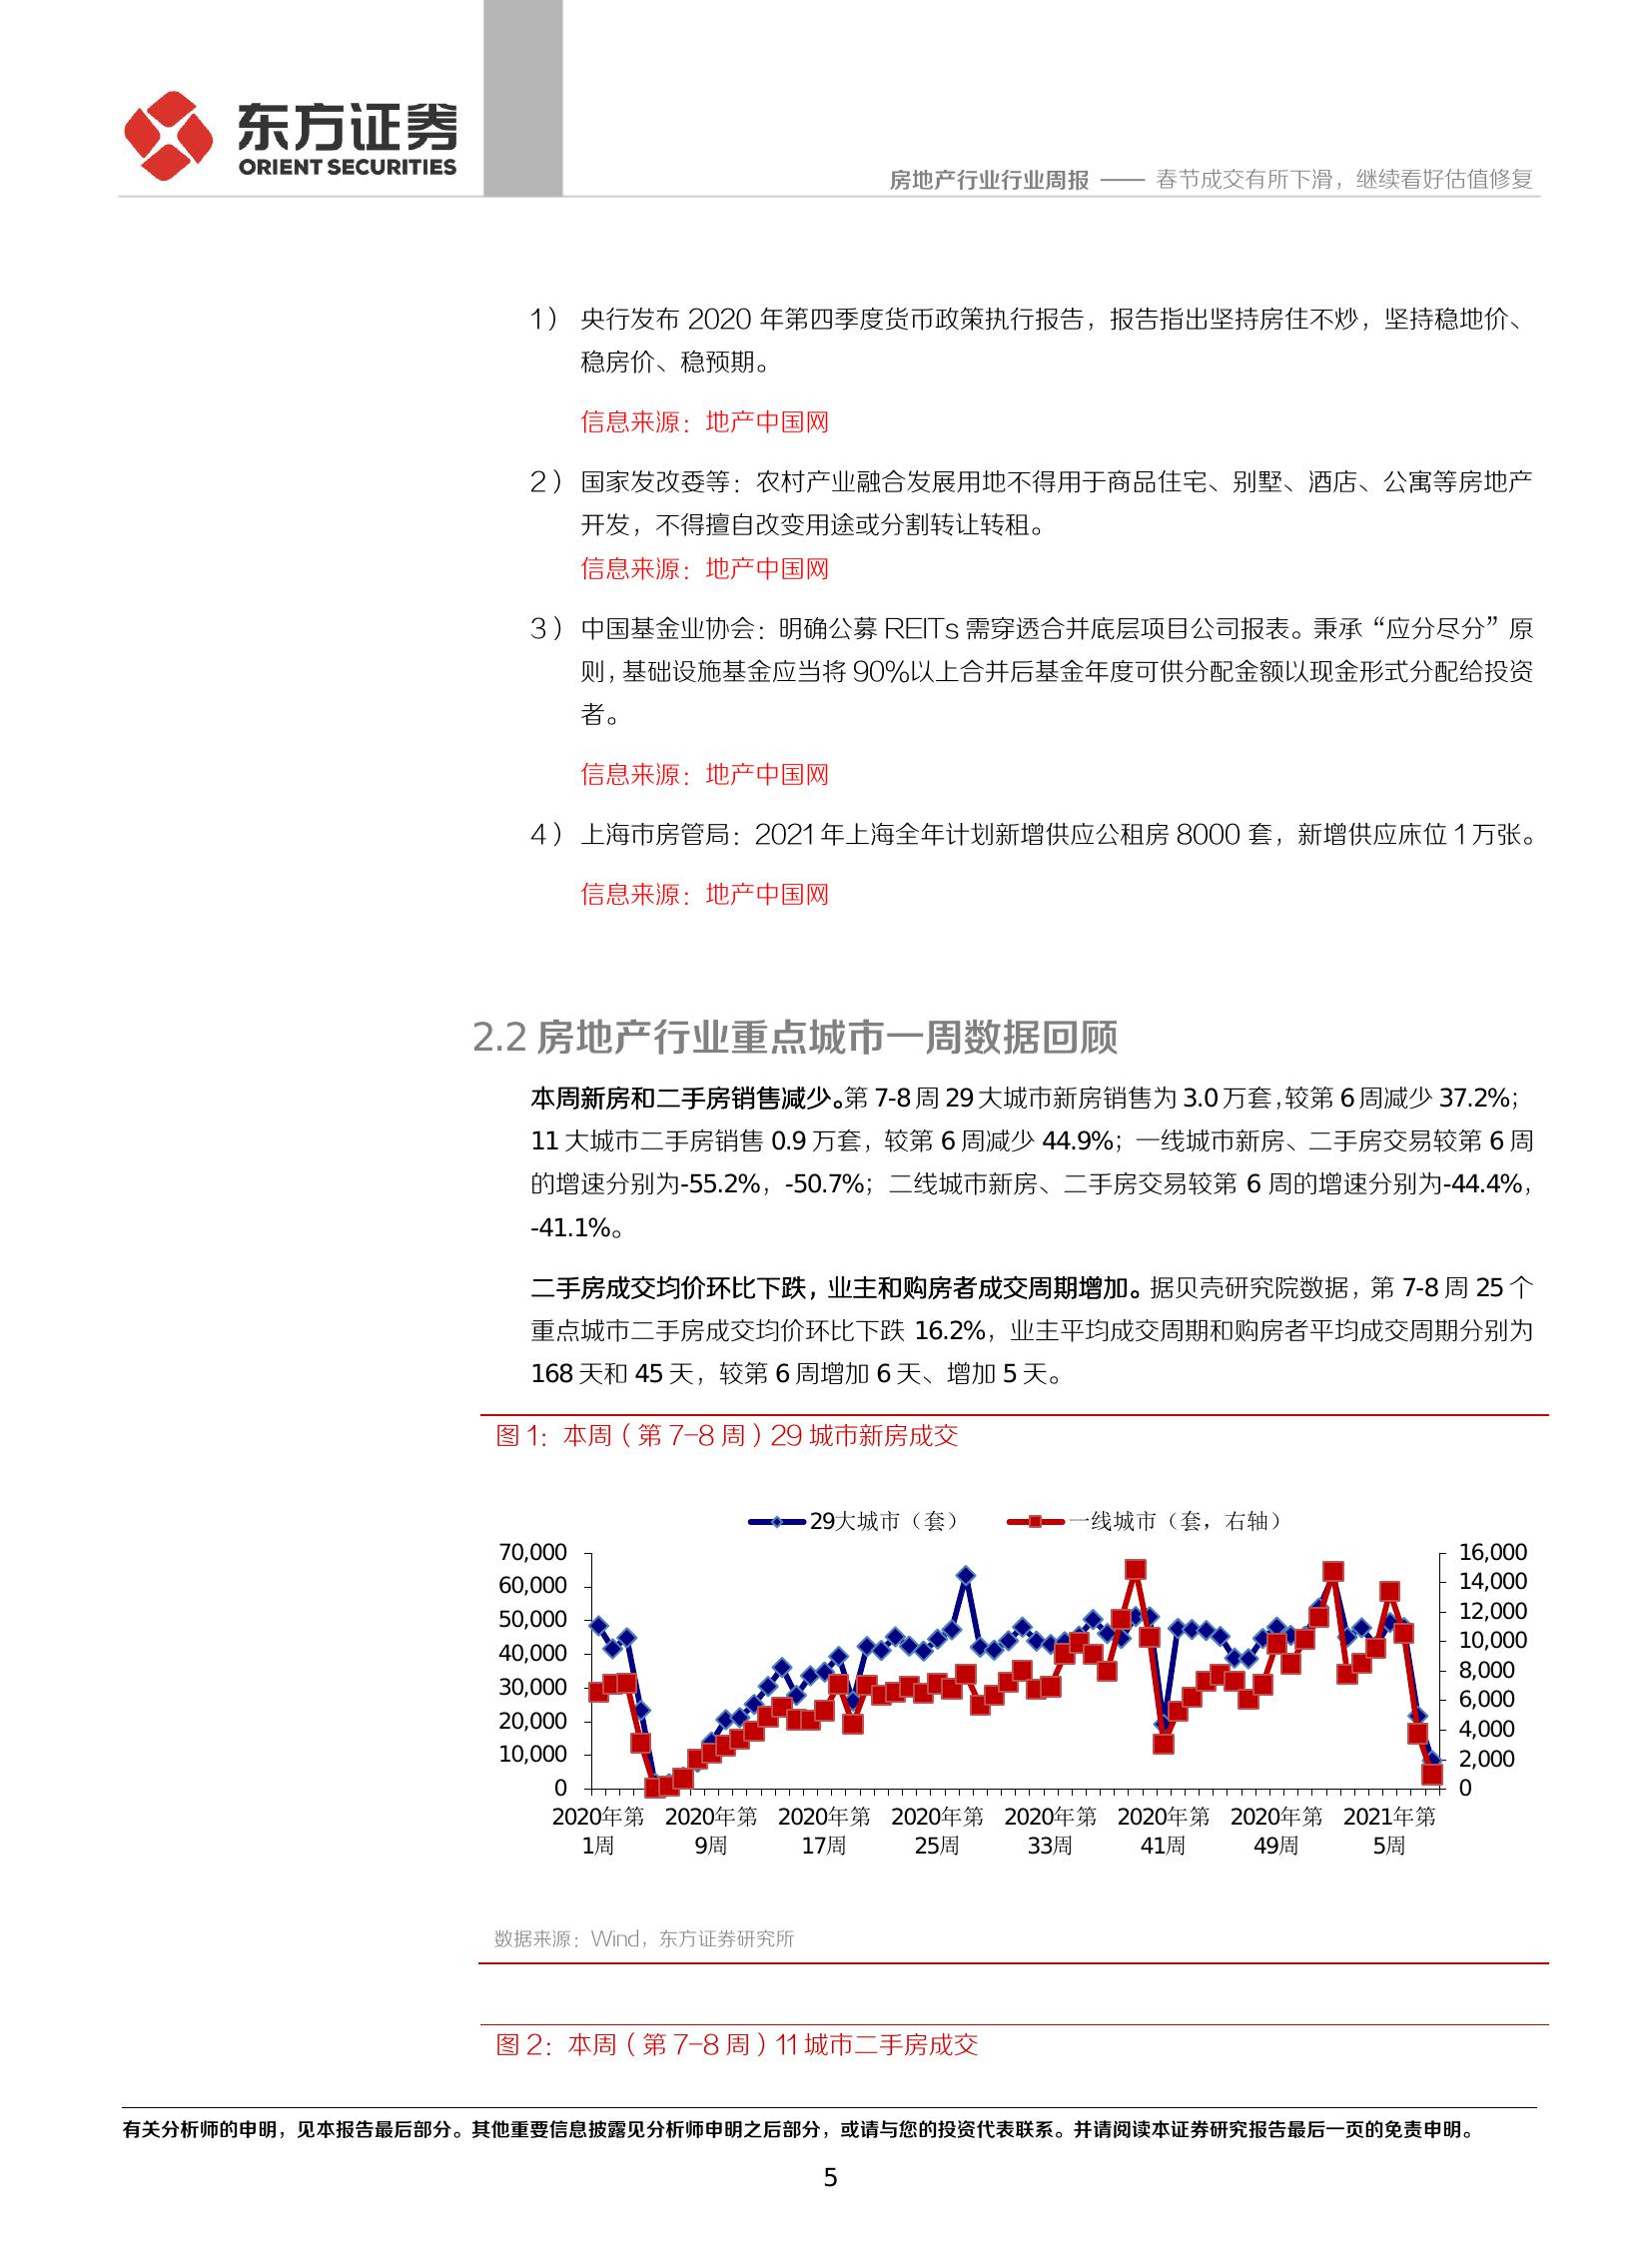 东方证券
ORIENT SECURITIES
房地产行业行业周报 —— 春节成交有所下滑，继续看好估值修复
1） 央行发布 2020 年第四季度货币政策执行报告，报告指出坚持房住不炒，坚持稳地价、
稳房价、稳预期。
信息来源：地产中国网
2） 国家发改委等：农村产业融合发展用地不得用于商品住宅、别墅、酒店、公寓等房地产
开发，不得擅自改变用途或分割转让转租。
信息来源：地产中国网
3） 中国基金业协会：明确公募 REITs 需穿透合并底层项目公司报表。秉承“应分尽分”原
则，基础设施基金应当将 90%以上合并后基金年度可供分配金额以现金形式分配给投资
者。
信息来源：地产中国网
4） 上海市房管局：2021 年上海全年计划新增供应公租房 8000 套，新增供应床位 1 万张。
信息来源：地产中国网
2.2 房地产行业重点城市一周数据回顾
本周新房和二手房销售减少。第 7-8 周 29 大城市新房销售为 3.0 万套，较第 6 周减少 37.2%；
11 大城市二手房销售 0.9 万套，较第 6 周减少 44.9%；一线城市新房、二手房交易较第 6 周
的增速分别为-55.2%，-50.7%；二线城市新房、二手房交易较第 6 周的增速分别为-44.4%，
-41.1%。
二手房成交均价环比下跌，业主和购房者成交周期增加。据贝壳研究院数据，第 7-8 周 25 个
重点城市二手房成交均价环比下跌 16.2%，业主平均成交周期和购房者平均成交周期分别为
168 天和 45 天，较第 6 周增加 6 天、增加 5 天。
图 1：本周（第 7-8 周）29 城市新房成交
29大城市（套） 一线城市（套，右轴）
70,000 16,000
60,000 14,000
50,000 12,000
40,000 10,000
30,000 8,000
20,000 6,000
10,000 4,000
0 2,000
0
2020年第 2020年第 2020年第 2020年第 2020年第 2020年第 2020年第 2021年第
1周 9周 17周 25周 33周 41周 49周 5周
数据来源：Wind，东方证券研究所
图 2：本周（第 7-8 周）11 城市二手房成交
有关分析师的申明，见本报告最后部分。其他重要信息披露见分析师申明之后部分，或请与您的投资代表联系。并请阅读本证券研究报告最后一页的免责申明。
5